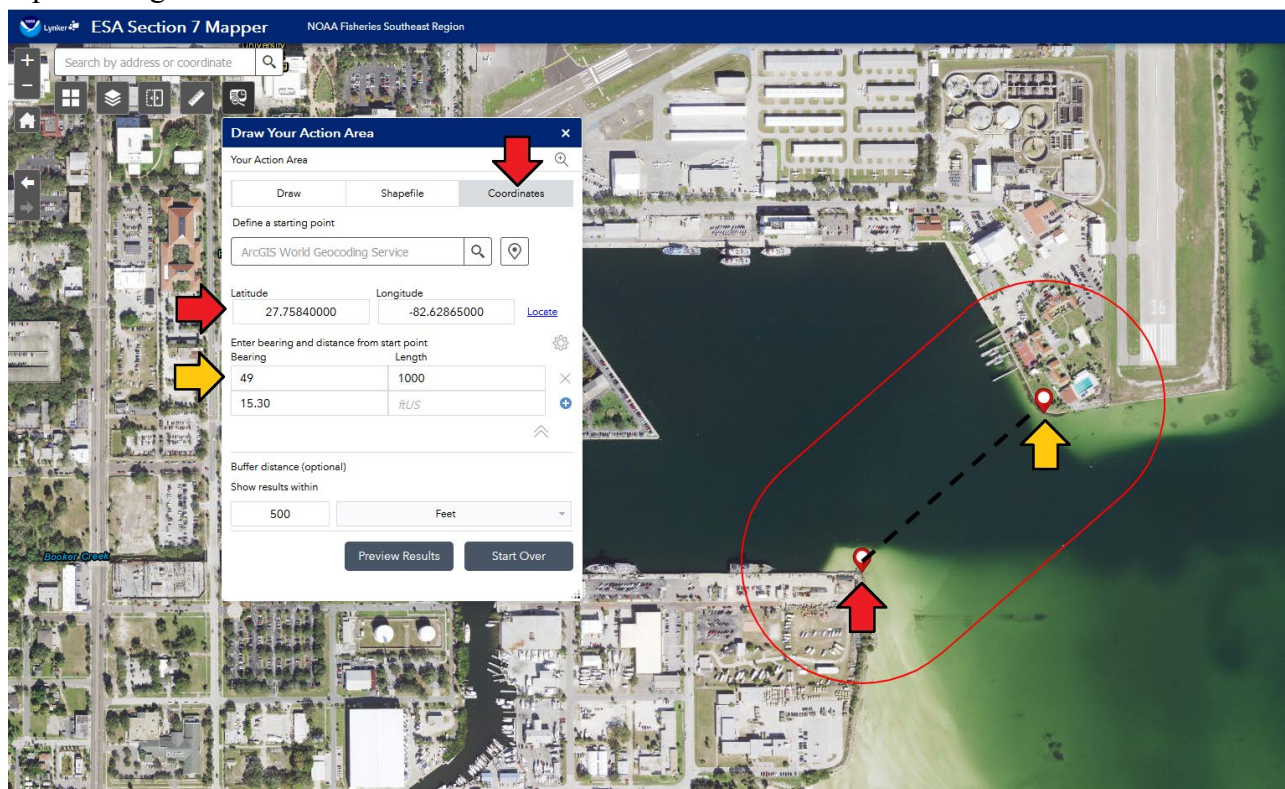 Lynker ESA Section 7 Mapper NOAA Fisheries Southeast Region
Search by address or coordinate
University
Draw Your Action Area ×
Your Action Area
Draw Shapefile Coordinates
Define a starting point
ArcGIS World Geocoding Service
Latitude Longitude
27.75840000 -82.62865000 Locate
Enter bearing and distance from start point
Bearing Length
49 1000
15.30 ftUS
Buffer distance (optional)
Show results within
500 Feet
Preview Results Start Over
Booker Creek
36